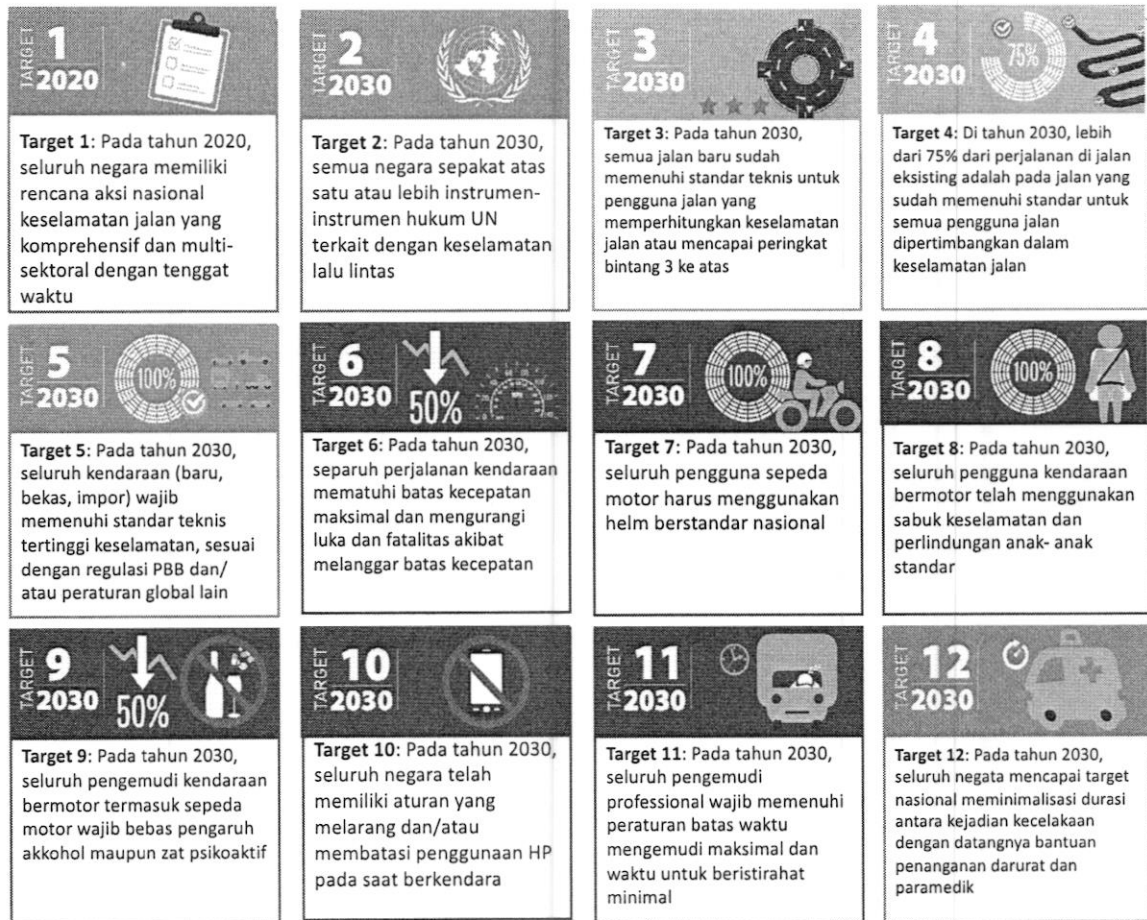 TARGET
1
2020
Target 1: Pada tahun 2020,
seluruh negara memiliki
rencana aksi nasional
keselamatan jalan yang
komprehensif dan multi-
sektoral dengan tenggat
waktu
TARGET
2
2030
Target 2: Pada tahun 2030,
semua negara sepakat atas
satu atau lebih instrumen-
instrumen hukum UN
terkait dengan keselamatan
lalu lintas
TARGET
3
2030
Target 3: Pada tahun 2030,
semua jalan baru sudah
memenuhi standar teknis untuk
pengguna jalan yang
memperhitungkan keselamatan
jalan atau mencapai peringkat
bintang 3 ke atas
TARGET
4
2030
75%
Target 4: Di tahun 2030, lebih
dari 75% dari perjalanan di jalan
eksisting adalah pada jalan yang
sudah memenuhi standar untuk
semua pengguna jalan
dipertimbangkan dalam
keselamatan jalan
TARGET
5
2030
100%
Target 5: Pada tahun 2030,
seluruh kendaraan (baru,
bekas, impor) wajib
memenuhi standar teknis
tertinggi keselamatan, sesuai
dengan regulasi PBB dan/
atau peraturan global lain
TARGET
6
2030
50%
Target 6: Pada tahun 2030,
separuh perjalanan kendaraan
mematuhi batas kecepatan
maksimal dan mengurangi
luka dan fatalitas akibat
melanggar batas kecepatan
TARGET
7
2030
100%
Target 7: Pada tahun 2030,
seluruh pengguna sepeda
motor harus menggunakan
helm berstandar nasional
TARGET
8
2030
100%
Target 8: Pada tahun 2030,
seluruh pengguna kendaraan
bermotor telah menggunakan
sabuk keselamatan dan
perlindungan anak- anak
standar
TARGET
9
2030
50%
Target 9: Pada tahun 2030,
seluruh pengemudi kendaraan
bermotor termasuk sepeda
motor wajib bebas pengaruh
akkohol maupun zat psikoaktif
TARGET
10
2030
Target 10: Pada tahun 2030,
seluruh negara telah
memiliki aturan yang
melarang dan/atau
membatasi penggunaan HP
pada saat berkendara
TARGET
11
2030
Target 11: Pada tahun 2030,
seluruh pengemudi
professional wajib memenuhi
peraturan batas waktu
mengemudi maksimal dan
waktu untuk beristirahat
minimal
TARGET
12
2030
Target 12: Pada tahun 2030,
seluruh negata mencapai target
nasional meminimalisasi durasi
antara kejadian kecelakaan
dengan datangnya bantuan
penanganan darurat dan
paramedik